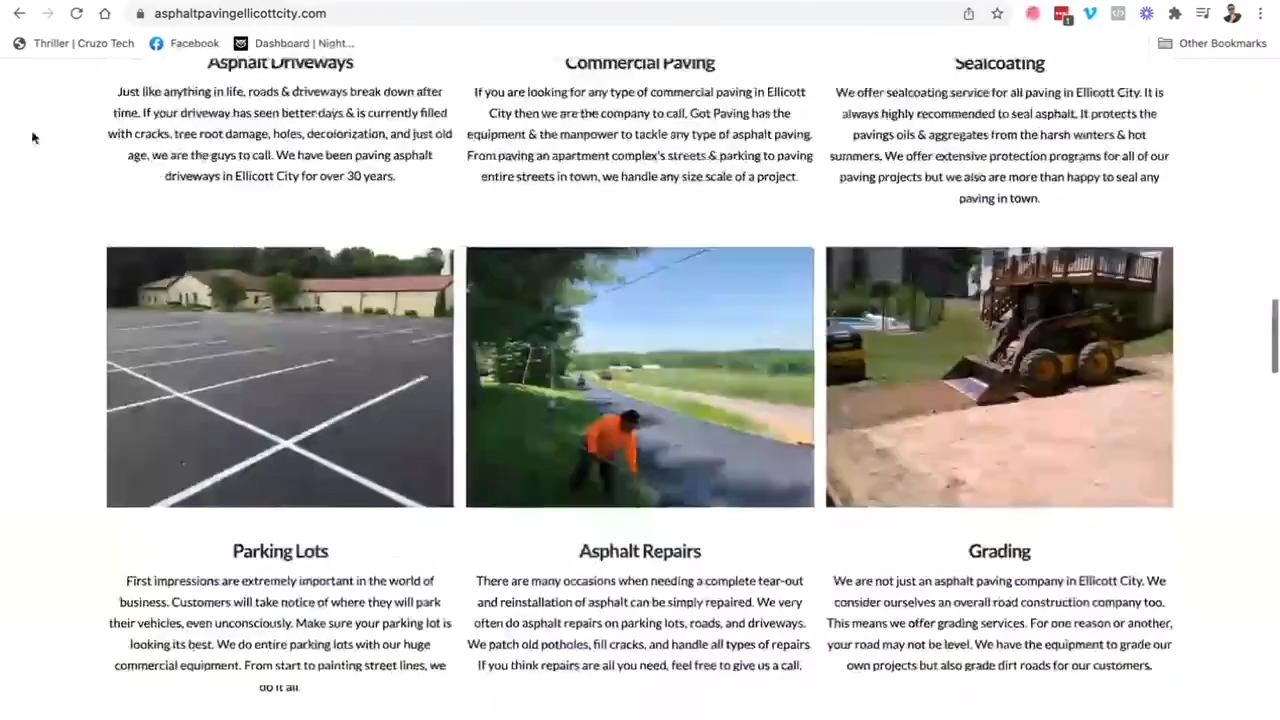 asphaltpavingellicottcity.com
1
Thriller | Cruzo Tech
Facebook
Dashboard | Night...
Other Bookmarks
Asphalt Driveways
Just like anything in life, roads & driveways break down after
time. If your driveway has seen better days & is currently filled
with cracks, tree root damage, holes, decolorization, and just old
age, we are the guys to call. We have been paving asphalt
driveways in Ellicott City for over 30 years.
Commercial Paving
If you are looking for any type of commercial paving in Ellicott
City then we are the company to call. Got Paving has the
equipment & the manpower to tackle any type of asphalt paving.
From paving an apartment complex's streets & parking to paving
entire streets in town, we handle any size scale of a project.
Sealcoating
We offer sealcoating service for all paving in Ellicott City. It is
always highly recommended to seal asphalt. It protects the
pavings oils & aggregates from the harsh winters & hot
summers. We offer extensive protection programs for all of our
paving projects but we also are more than happy to seal any
paving in town.
Parking Lots
First impressions are extremely important in the world of
business. Customers will take notice of where they will park
their vehicles, even unconsciously. Make sure your parking lot is
looking its best. We do entire parking lots with our huge
commercial equipment. From start to painting street lines, we
do it all.
Asphalt Repairs
There are many occasions when needing a complete tear-out
and reinstallation of asphalt can be simply repaired. We very
often do asphalt repairs on parking lots, roads, and driveways.
We patch old potholes, fill cracks, and handle all types of repairs
If you think repairs are all you need, feel free to give us a call.
Grading
We are not just an asphalt paving company in Ellicott City. We
consider ourselves an overall road construction company too.
This means we offer grading services. For one reason or another,
your road may not be level. We have the equipment to grade our
own projects but also grade dirt roads for our customers.